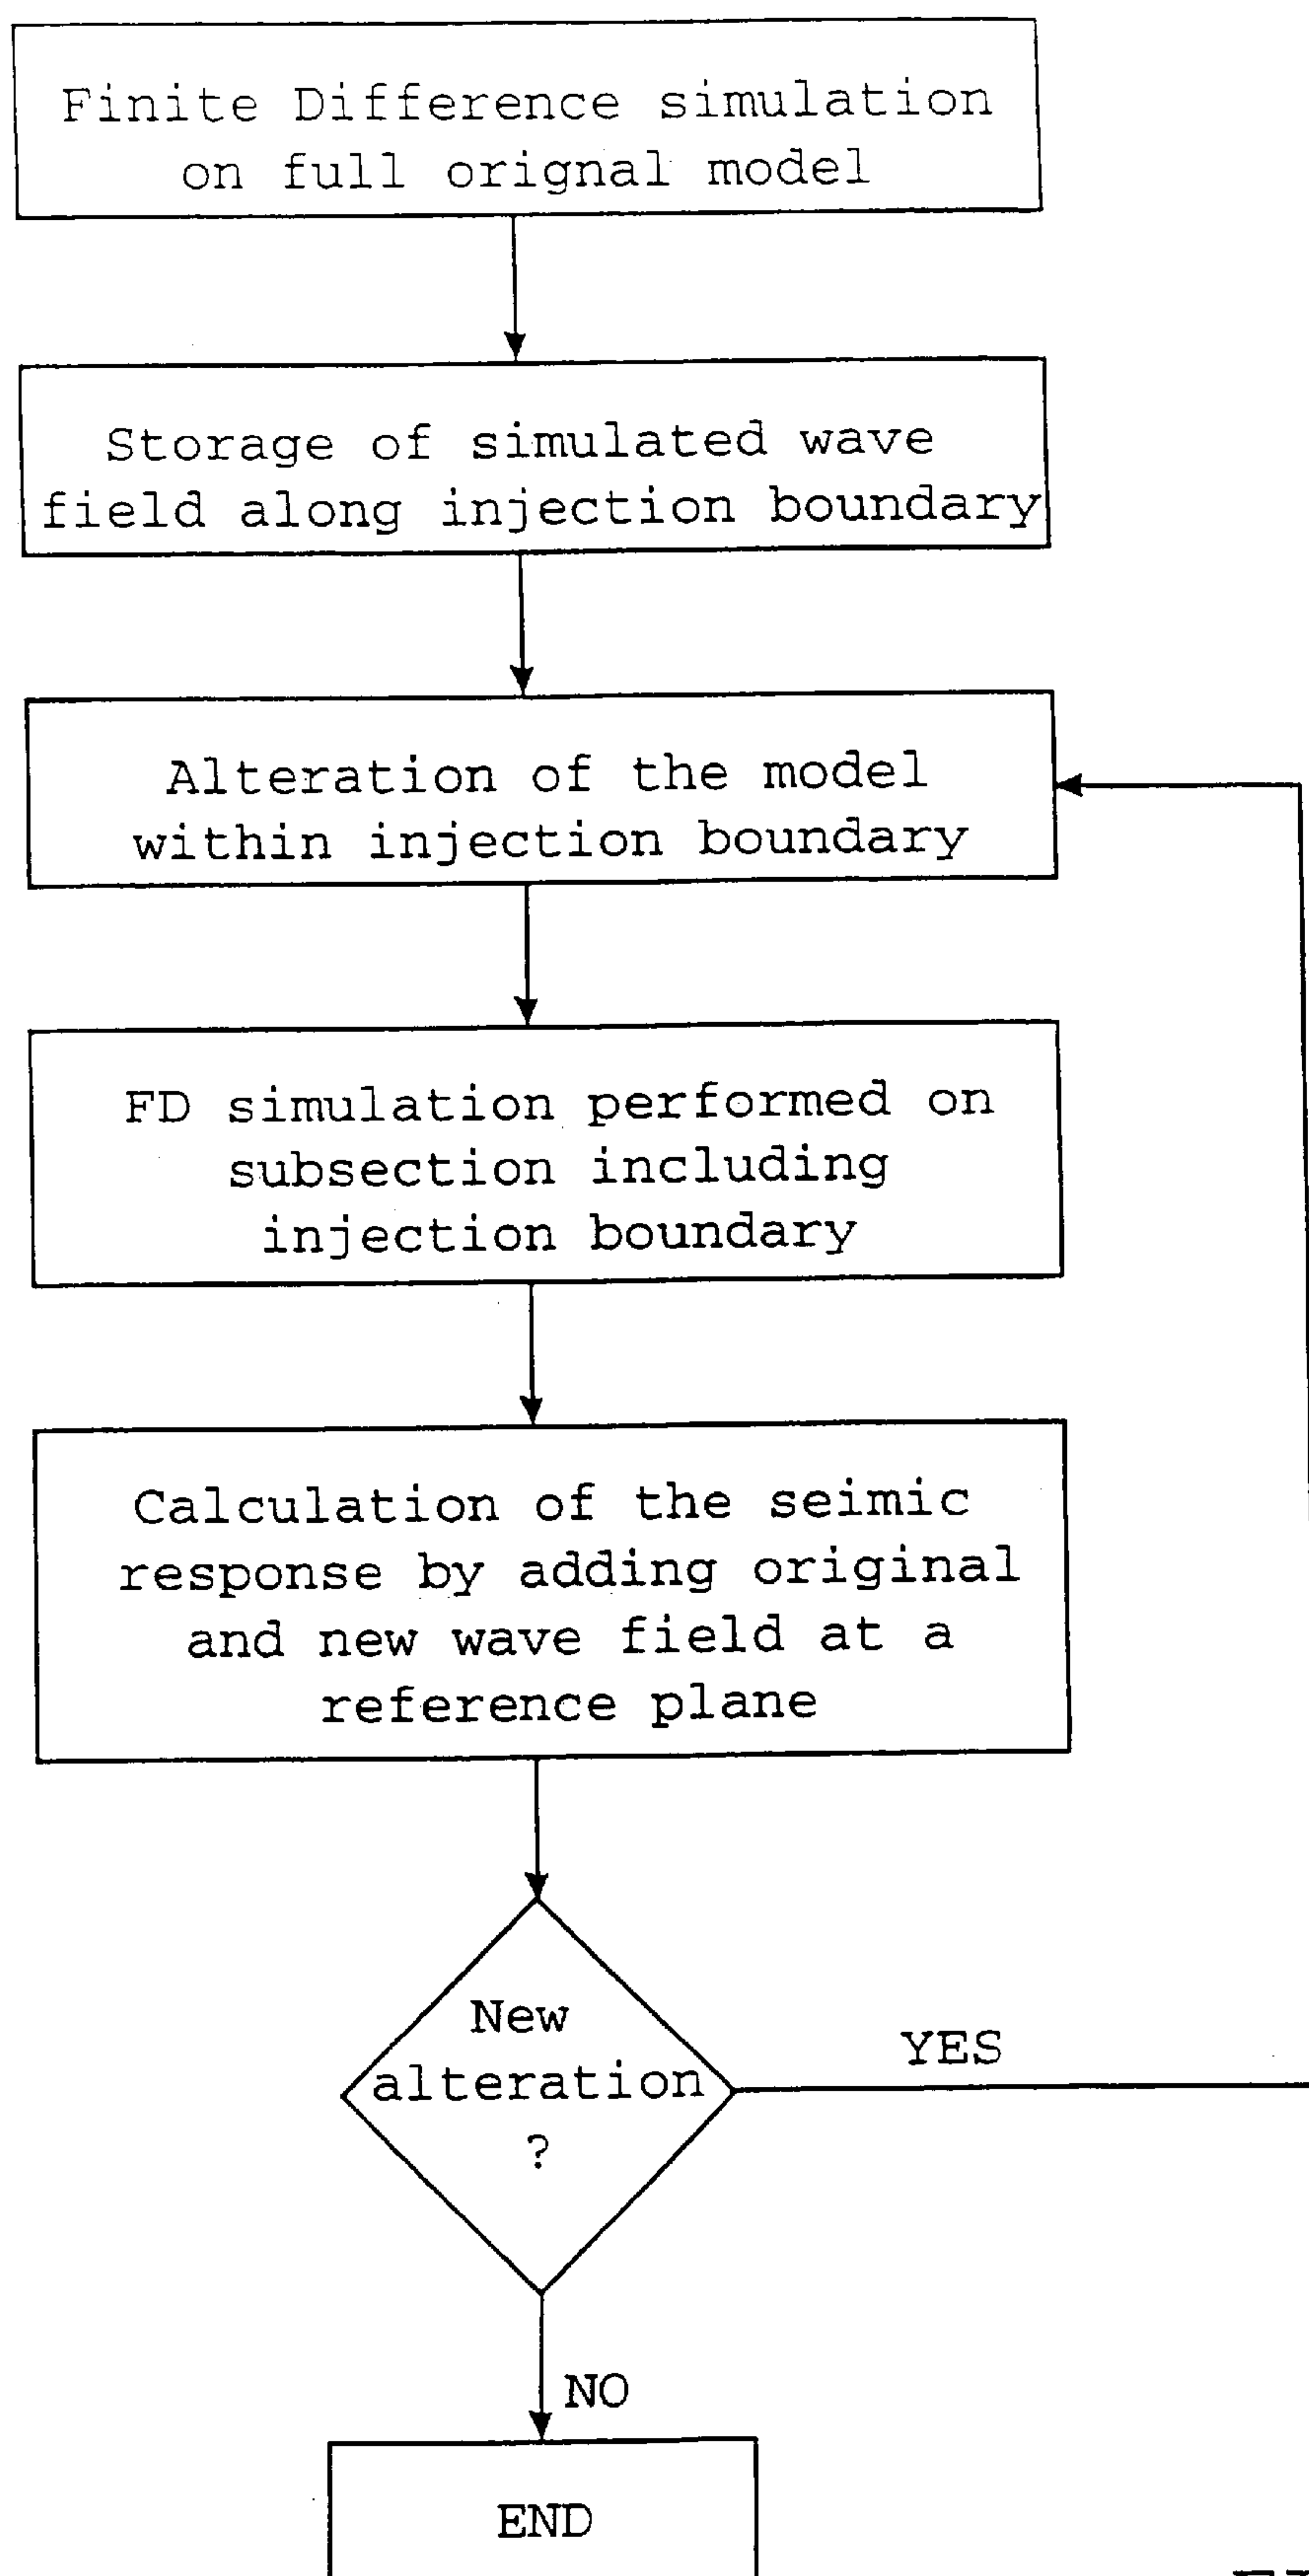 Finite Difference simulation
on full orignal model
Storage of simulated wave
field along injection boundary
Alteration of the model
within injection boundary
FD simulation performed on
subsection including
injection boundary
Calculation of the seimic
response by adding original
and new wave field at a
reference plane
New
alteration
?
YES
NO
END